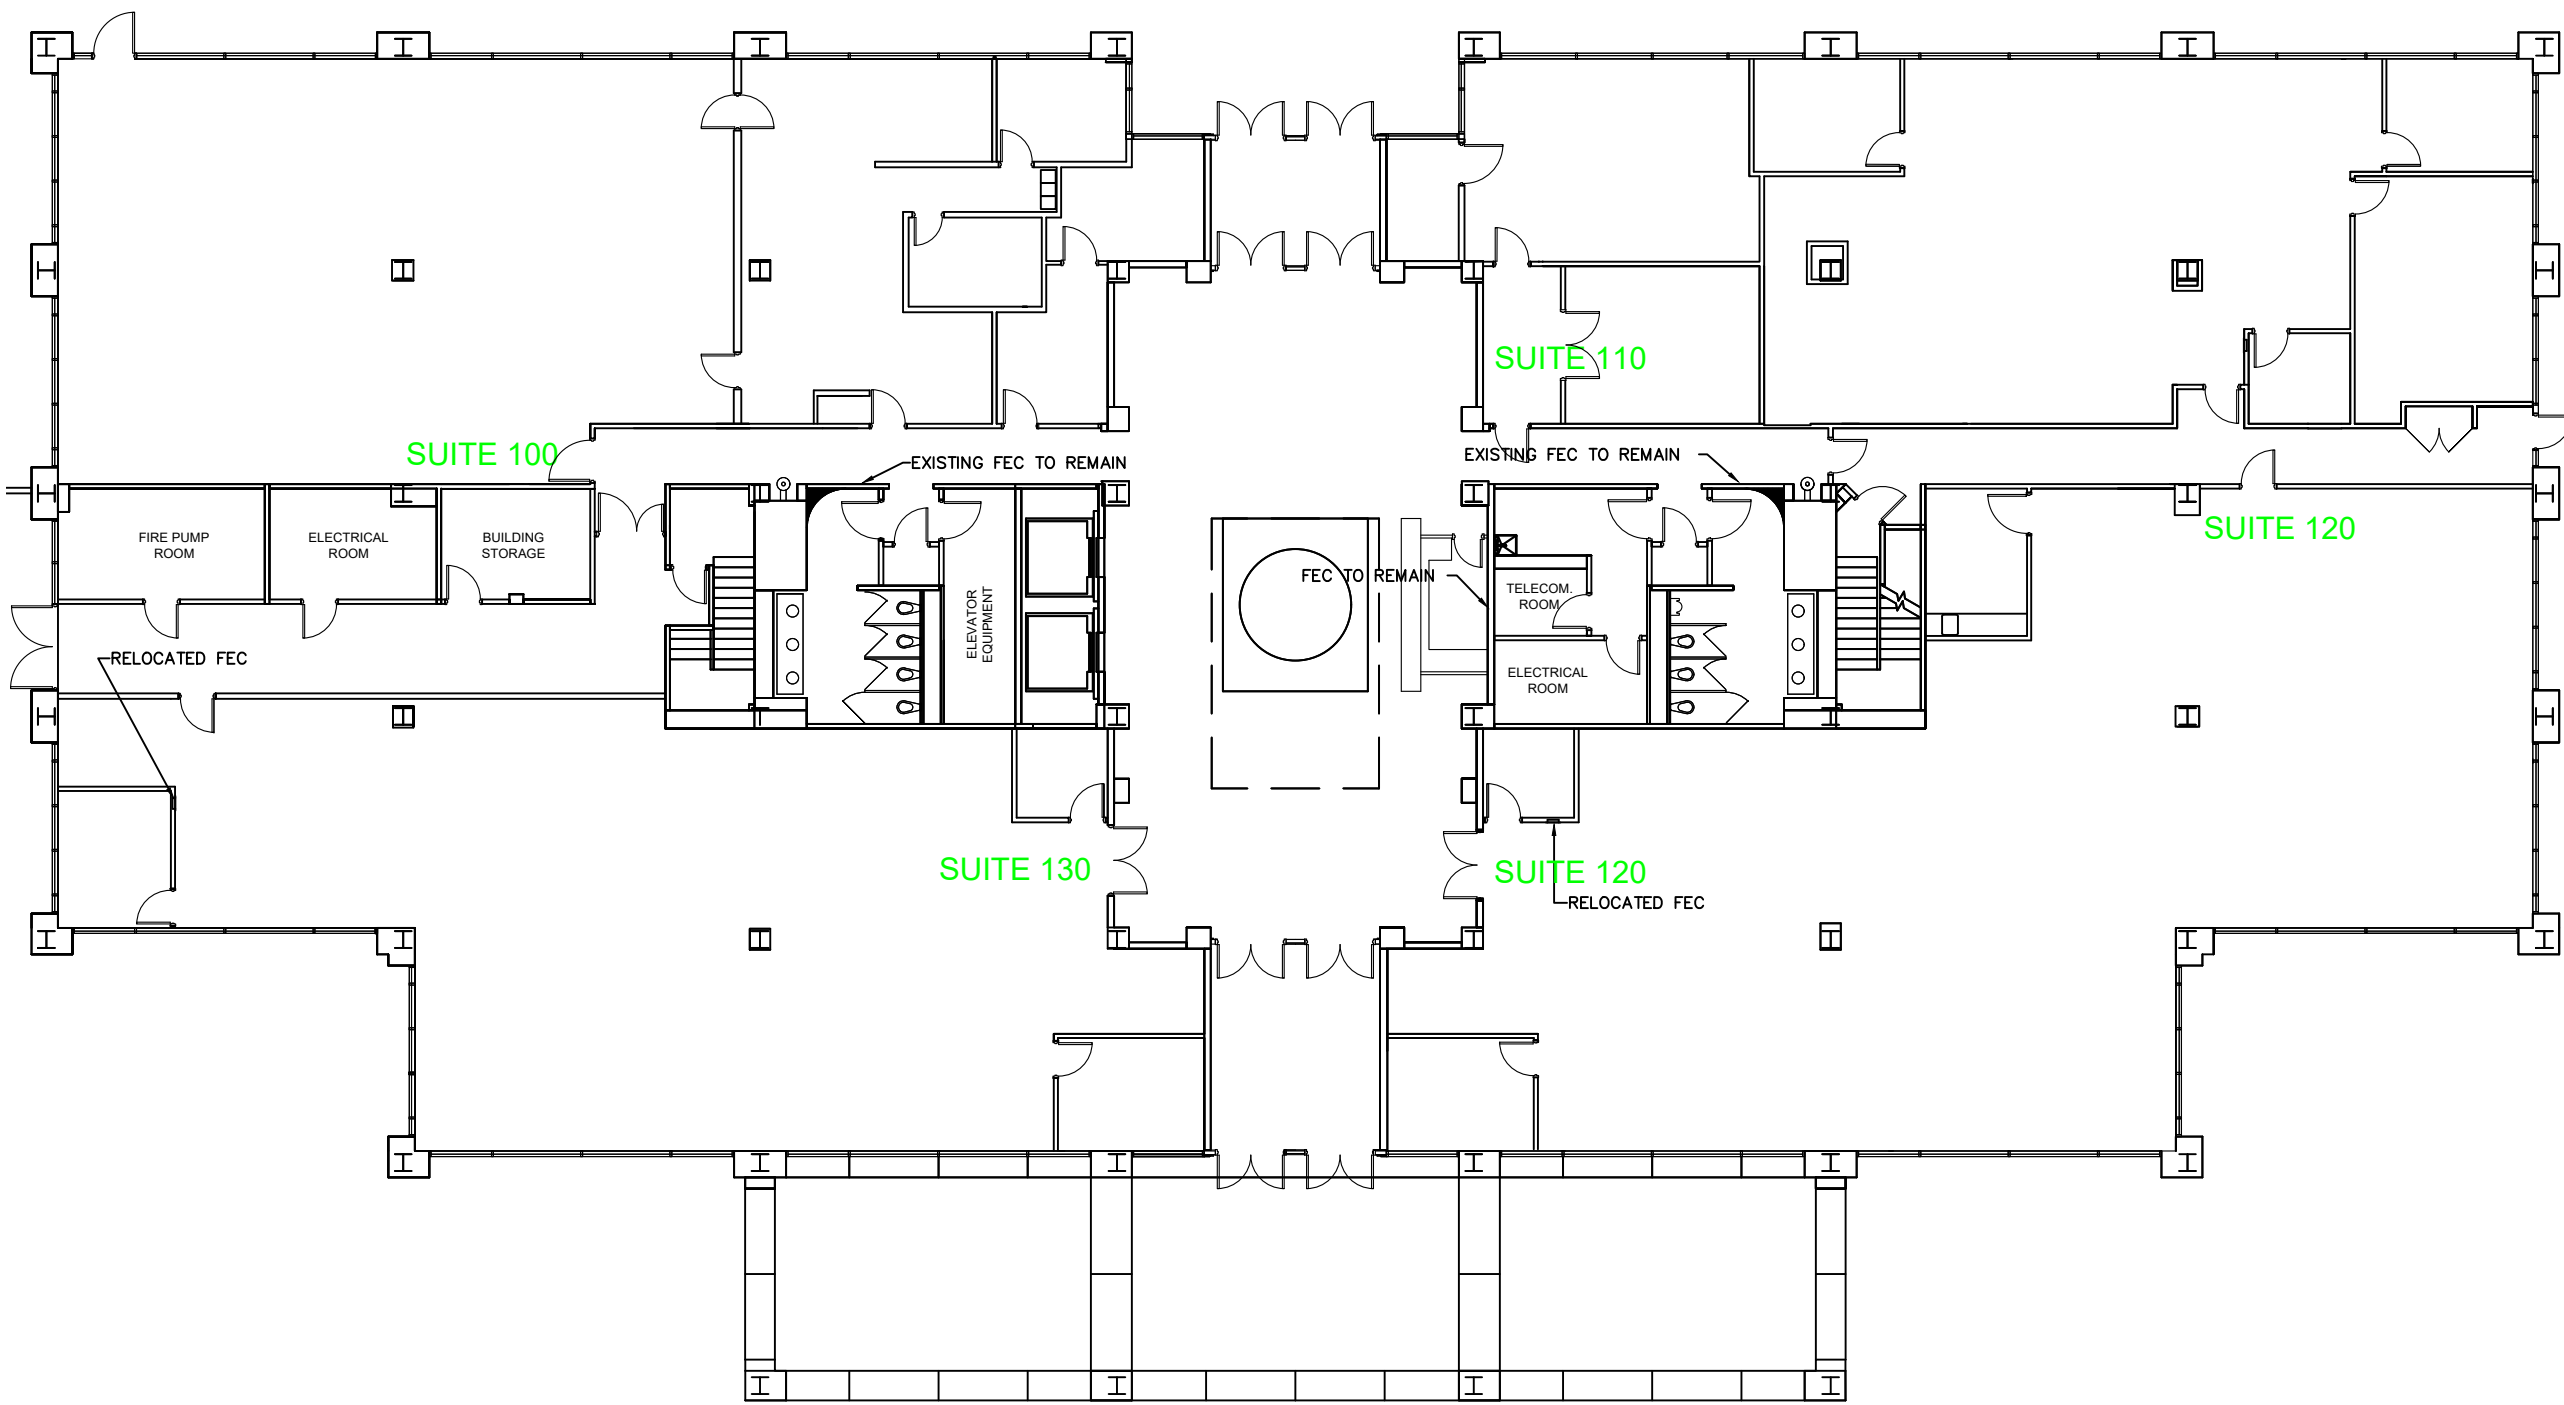 SUITE 110
SUITE 100
EXISTING FEC TO REMAIN
EXISTING FEC TO REMAIN
FIRE PUMP
ROOM
ELECTRICAL
ROOM
BUILDING
STORAGE
SUITE 120
ELEVATOR
EQUIPMENT
FEC TO REMAIN
TELECOM.
ROOM
RELOCATED FEC
ELECTRICAL
ROOM
SUITE 130
SUITE 120
RELOCATED FEC